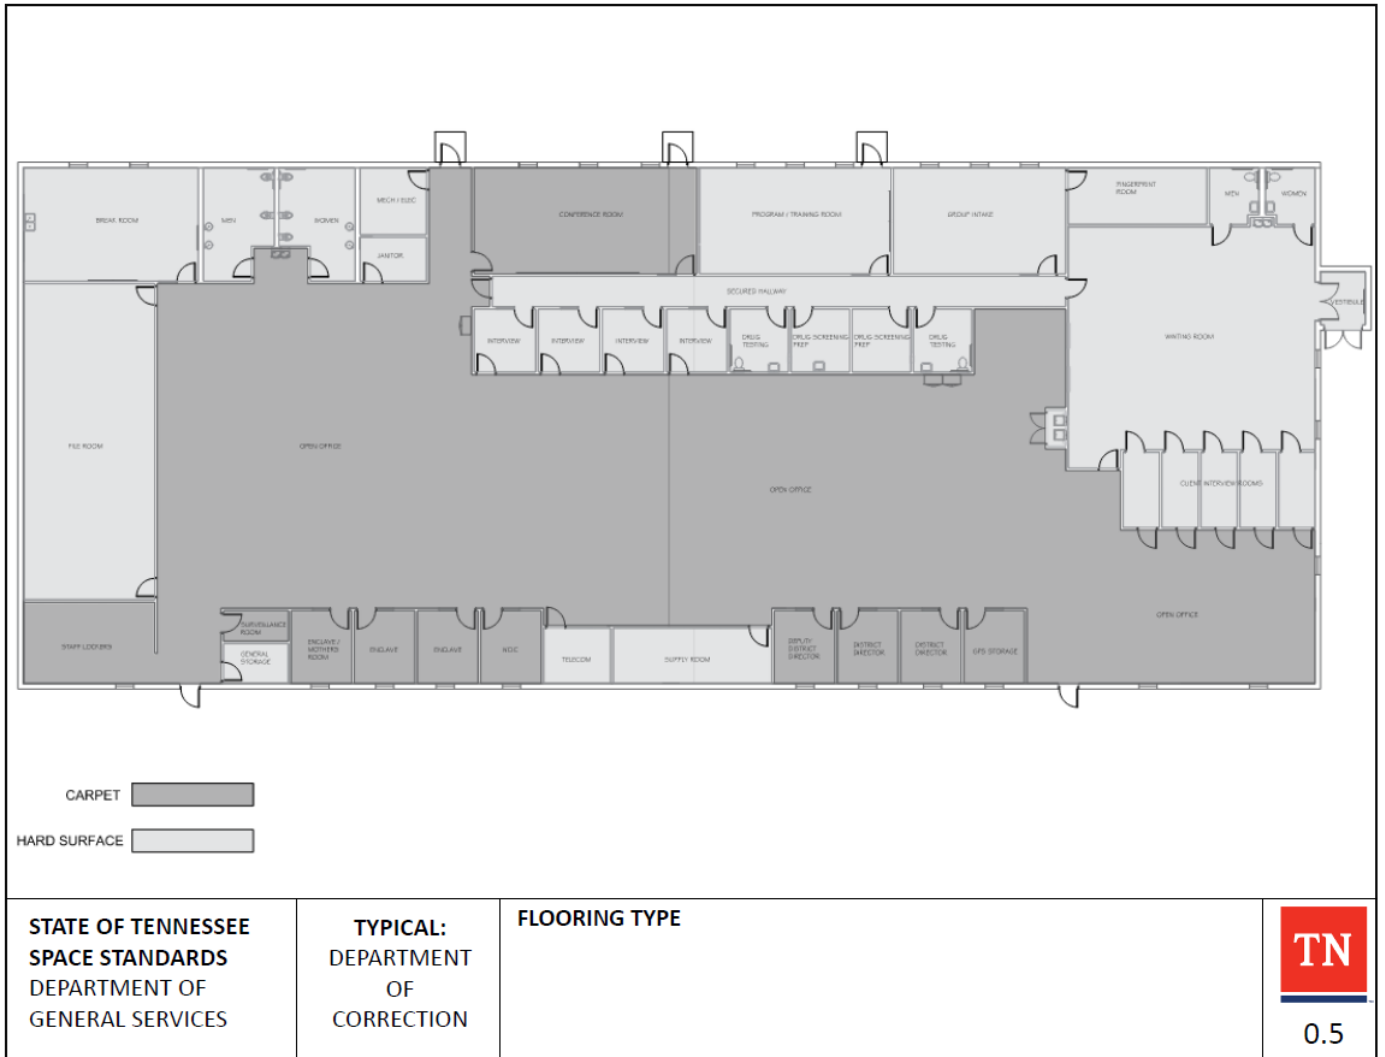 BREAK ROOM
MEN
WOMEN
MECH / ELEC
JANITOR
CONFERENCE ROOM
PROGRAM / TRAINING ROOM
GROUP INTAKE
FINGERPRINT
ROOM
MEN
WOMEN
SECURED HALLWAY
VESTIBULE
INTERVIEW
INTERVIEW
INTERVIEW
INTERVIEW
DRUG
TESTING
DRUG SCREENING
PREP
DRUG SCREENING
PREP
DRUG
TESTING
WAITING ROOM
FILE ROOM
OPEN OFFICE
OPEN OFFICE
CLIENT INTERVIEW ROOMS
OPEN OFFICE
STAFF LOCKERS
SURVEILLANCE
ROOM
GENERAL
STORAGE
ENCLAVE /
MOTHERS
ROOM
ENCLAVE
ENCLAVE
TELECOM
SUPPLY ROOM
DEPUTY
DISTRICT
DIRECTOR
DISTRICT
DIRECTOR
DISTRICT
DIRECTOR
GPS STORAGE
CARPET
HARD SURFACE
STATE OF TENNESSEE
SPACE STANDARDS
DEPARTMENT OF
GENERAL SERVICES
TYPICAL:
DEPARTMENT
OF
CORRECTION
FLOORING TYPE
TN
0.5